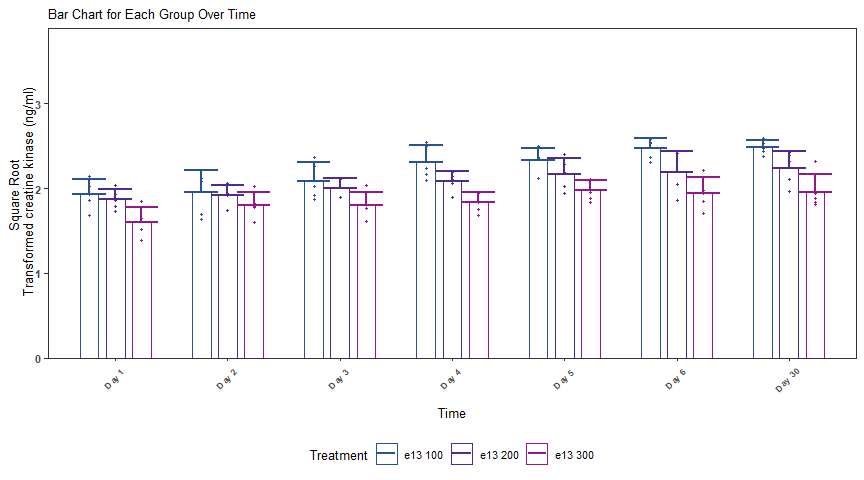 Bar Chart for Each Group Over Time
Square Root
Transformed creatine kinase (ng/ml)
3
2
1
0
Day 1
Day 2
Day 3
Day 4
Day 5
Day 6
Day 30
Time
Treatment
e13 100
e13 200
e13 300